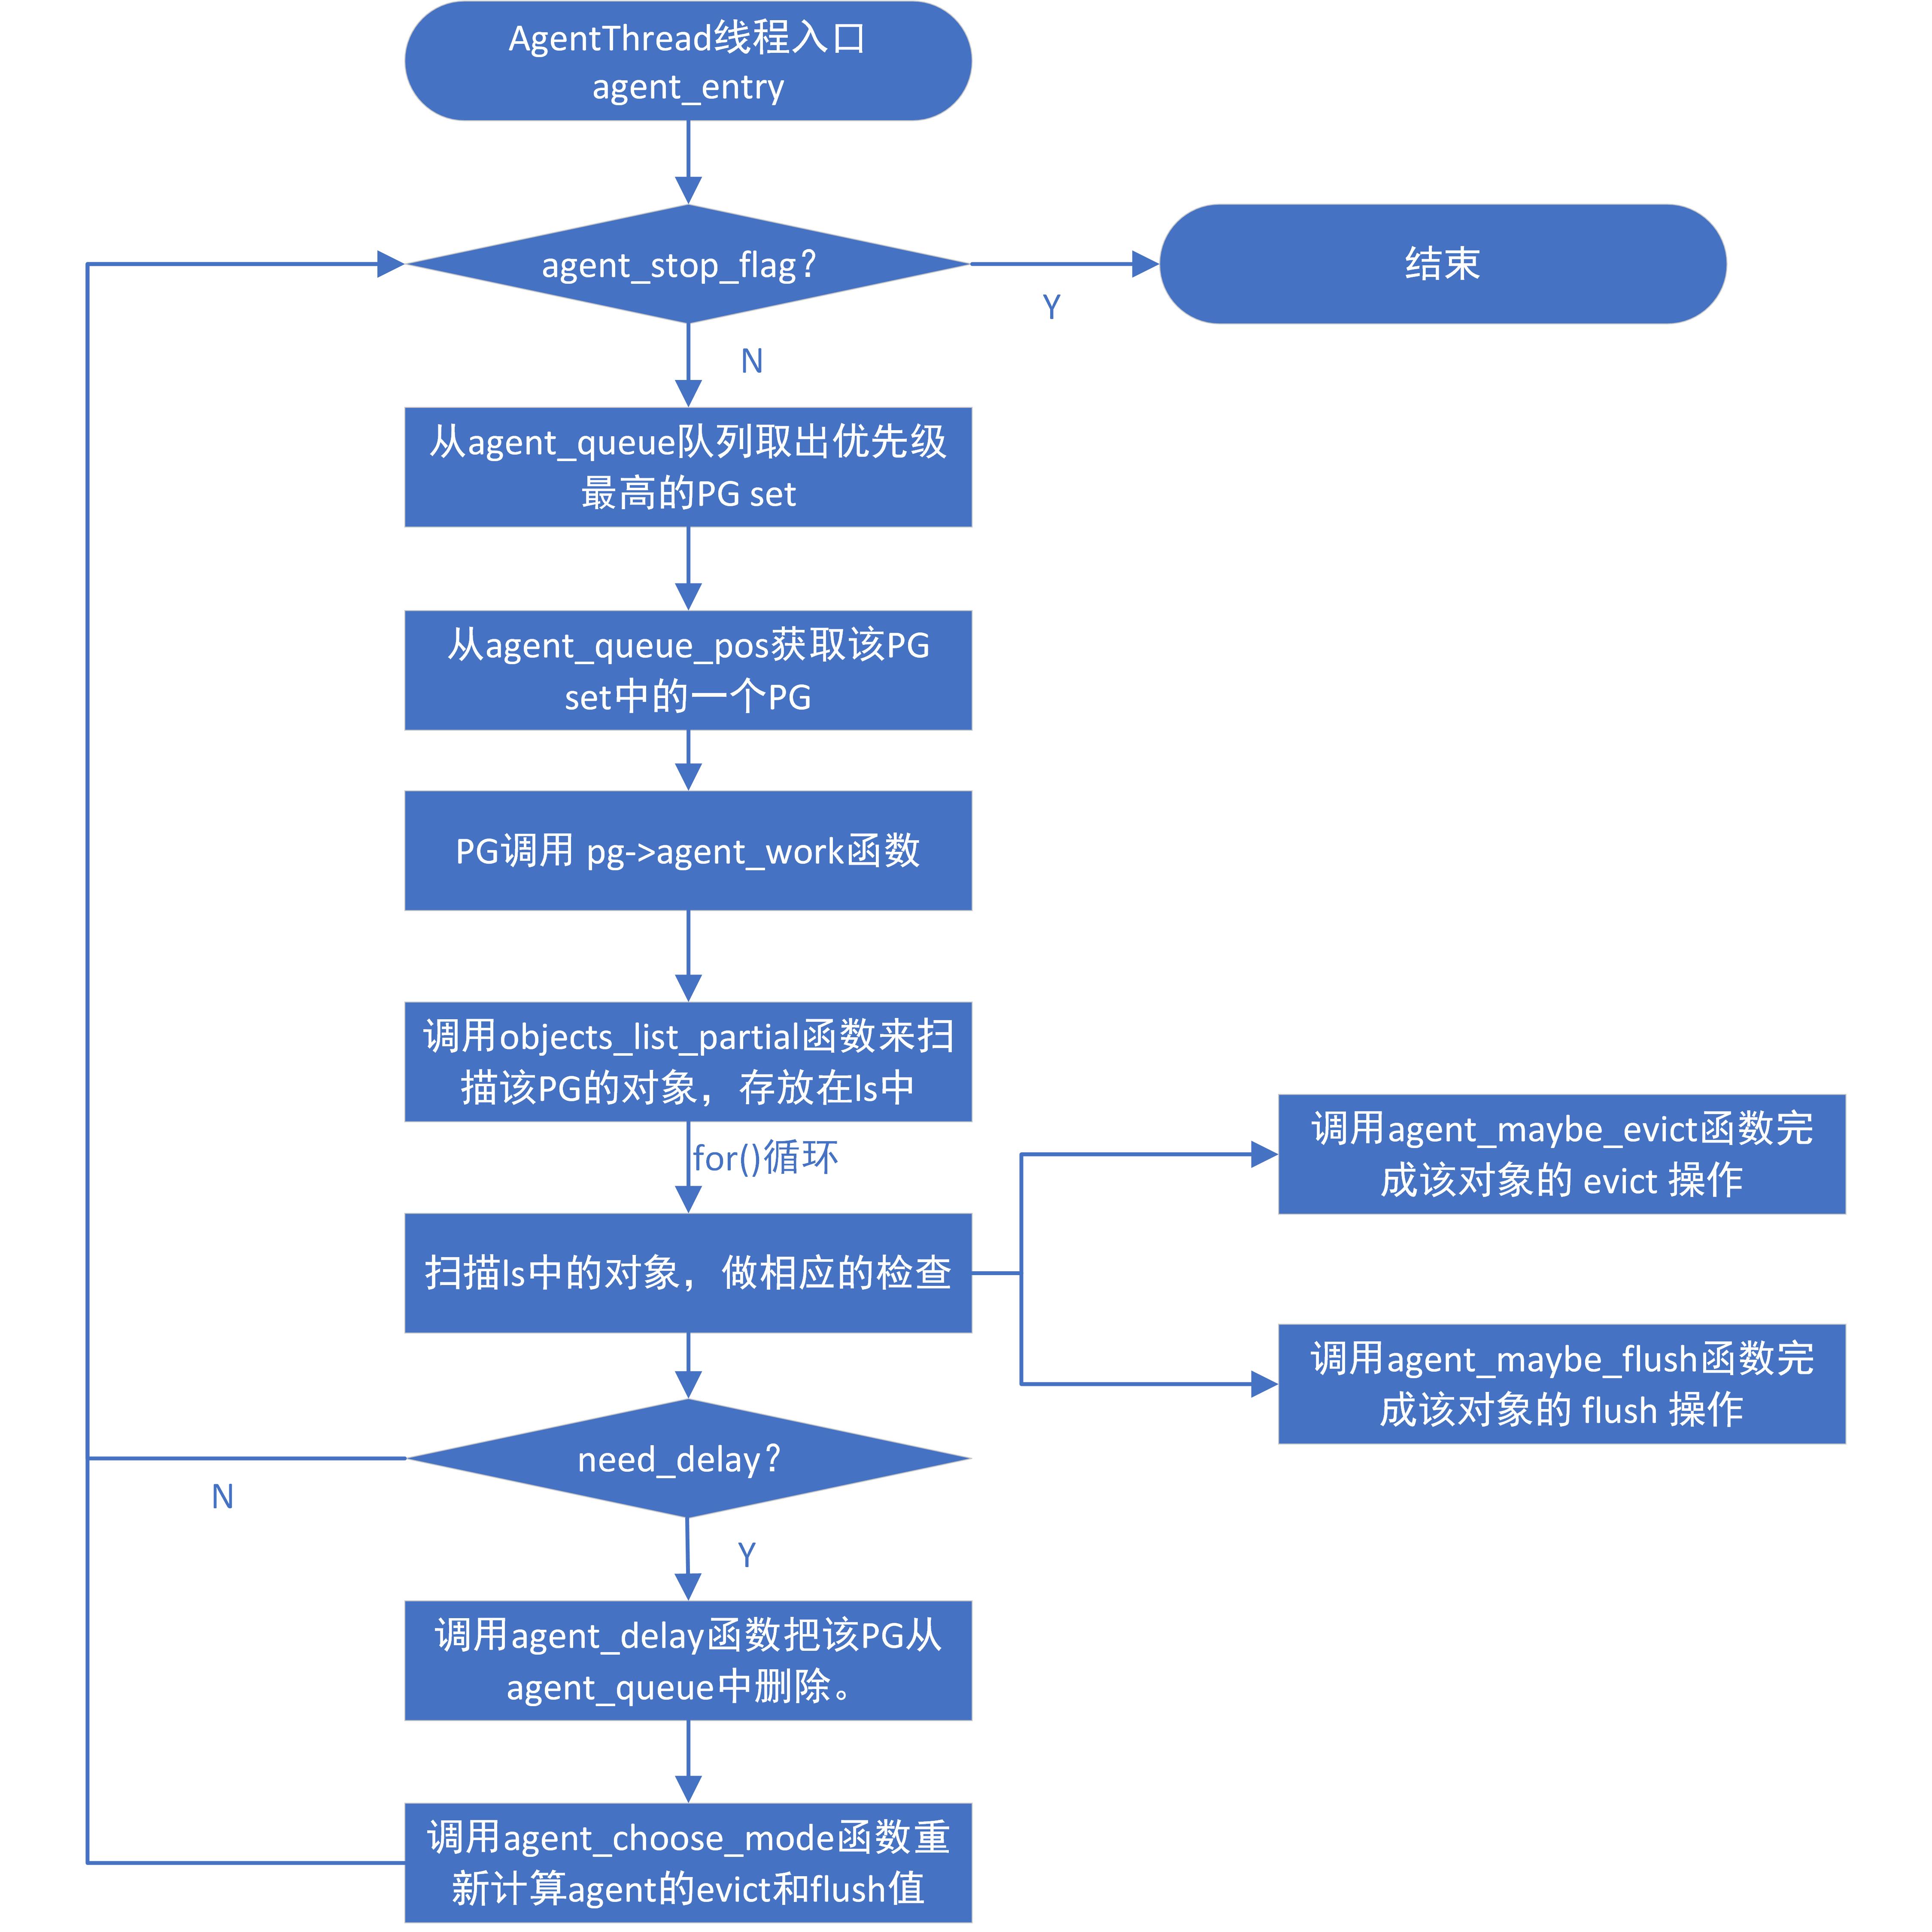 AgentThread线程入口
agent_entry
agent_stop_flag?
Y
结束
N
从agent_queue队列取出优先级
最高的PG set
从agent_queue_pos获取该PG
set中的一个PG
PG调用 pg->agent_work函数
调用objects_list_partial函数来扫
描该PG的对象，存放在ls中
for()循环
调用agent_maybe_evict函数完
成该对象的 evict 操作
扫描ls中的对象，做相应的检查
调用agent_maybe_flush函数完
成该对象的 flush 操作
need_delay?
N
Y
调用agent_delay函数把该PG从
agent_queue中删除。
调用agent_choose_mode函数重
新计算agent的evict和flush值